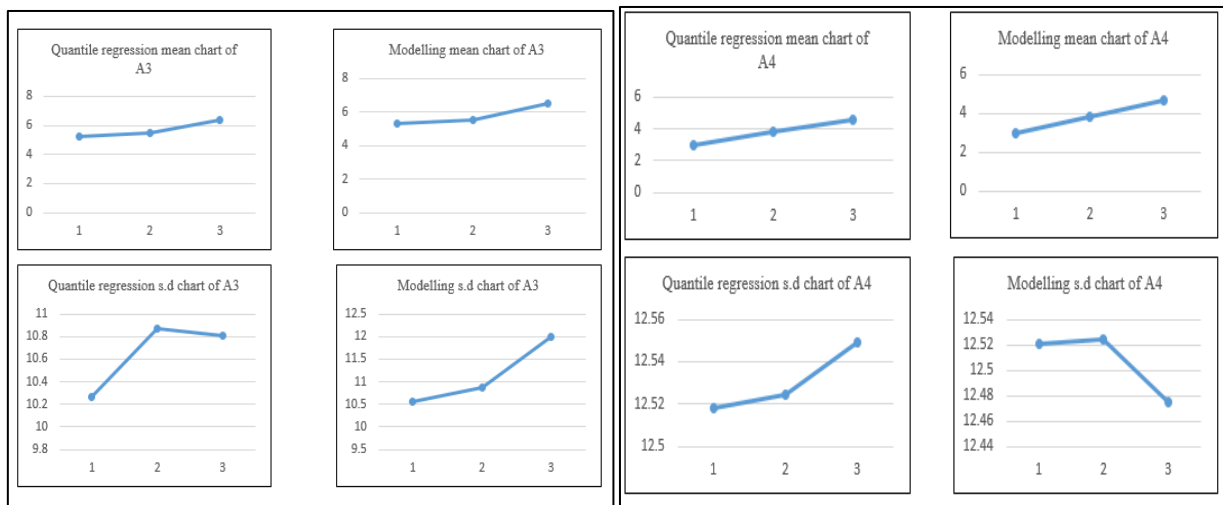 Quantile regression mean chart of
A3
8
6
4
2
0
1 2 3
Modelling mean chart of A3
8
6
4
2
0
1 2 3
Quantile regression s.d chart of A3
11
10.8
10.6
10.4
10.2
10
9.8
1 2 3
Modelling s.d chart of A3
12.5
12
11.5
11
10.5
10
9.5
1 2 3
Quantile regression mean chart of
A4
6
4
2
0
1 2 3
Modelling mean chart of A4
6
4
2
0
1 2 3
Quantile regression s.d chart of A4
12.56
12.54
12.52
12.5
1 2 3
Modelling s.d chart of A4
12.54
12.52
12.5
12.48
12.46
12.44
1 2 3